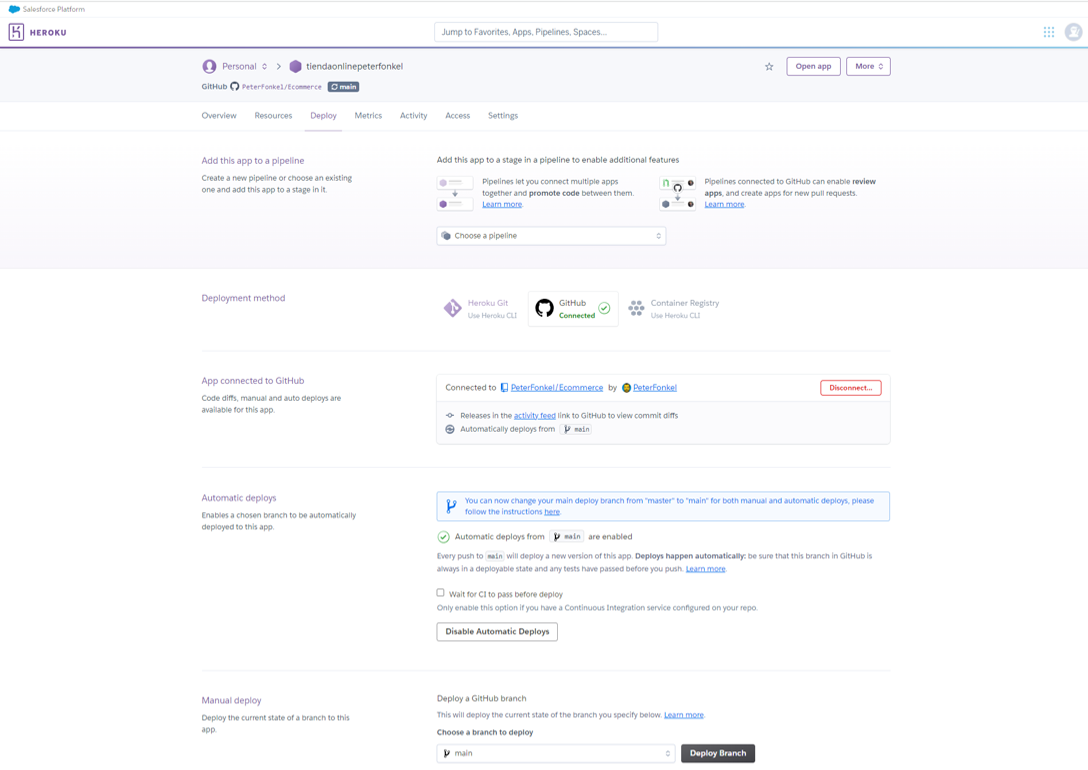 Salesforce Platform
HEROKU
Jump to Favorites, Apps, Pipelines, Spaces...
Personal
tiendaonlinepeterfonkel
Open app
More
GitHub PeterFonkel/Ecommerce main
Overview Resources Deploy Metrics Activity Access Settings
Add this app to a pipeline
Create a new pipeline or choose an existing
one and add this app to a stage in it.
Add this app to a stage in a pipeline to enable additional features
Pipelines let you connect multiple apps
together and promote code between them.
Learn more.
Pipelines connected to GitHub can enable review
apps, and create apps for new pull requests.
Learn more.
Choose a pipeline
Deployment method
Heroku Git
Use Heroku CLI
GitHub
Connected
Container Registry
Use Heroku CLI
App connected to GitHub
Code diffs, manual and auto deploys are
available for this app.
Connected to PeterFonkel/Ecommerce by PeterFonkel
Disconnect...
Releases in the activity feed link to GitHub to view commit diffs
Automatically deploys from main
Automatic deploys
Enables a chosen branch to be automatically
deployed to this app.
You can now change your main deploy branch from "master" to "main" for both manual and automatic deploys, please
follow the instructions here.
Automatic deploys from main are enabled
Every push to main will deploy a new version of this app. Deploys happen automatically: be sure that this branch in GitHub is
always in a deployable state and any tests have passed before you push. Learn more.
Wait for CI to pass before deploy
Only enable this option if you have a Continuous Integration service configured on your repo.
Disable Automatic Deploys
Manual deploy
Deploy the current state of a branch to this
app.
Deploy a GitHub branch
This will deploy the current state of the branch you specify below. Learn more.
Choose a branch to deploy
main
Deploy Branch